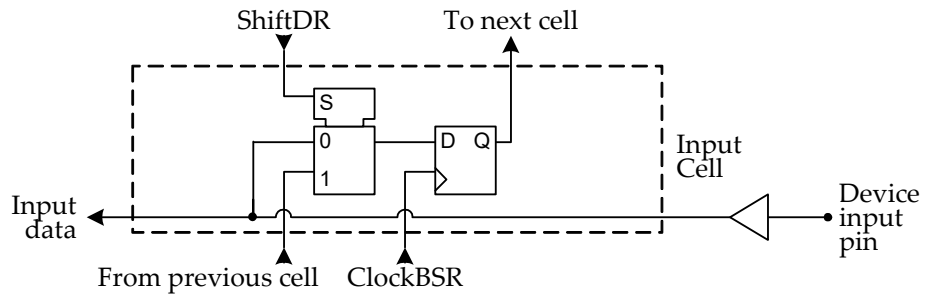 ShiftDR
To next cell
S
0
1
D Q
Input
Cell
Input
data
Device
input
pin
From previous cell
ClockBSR